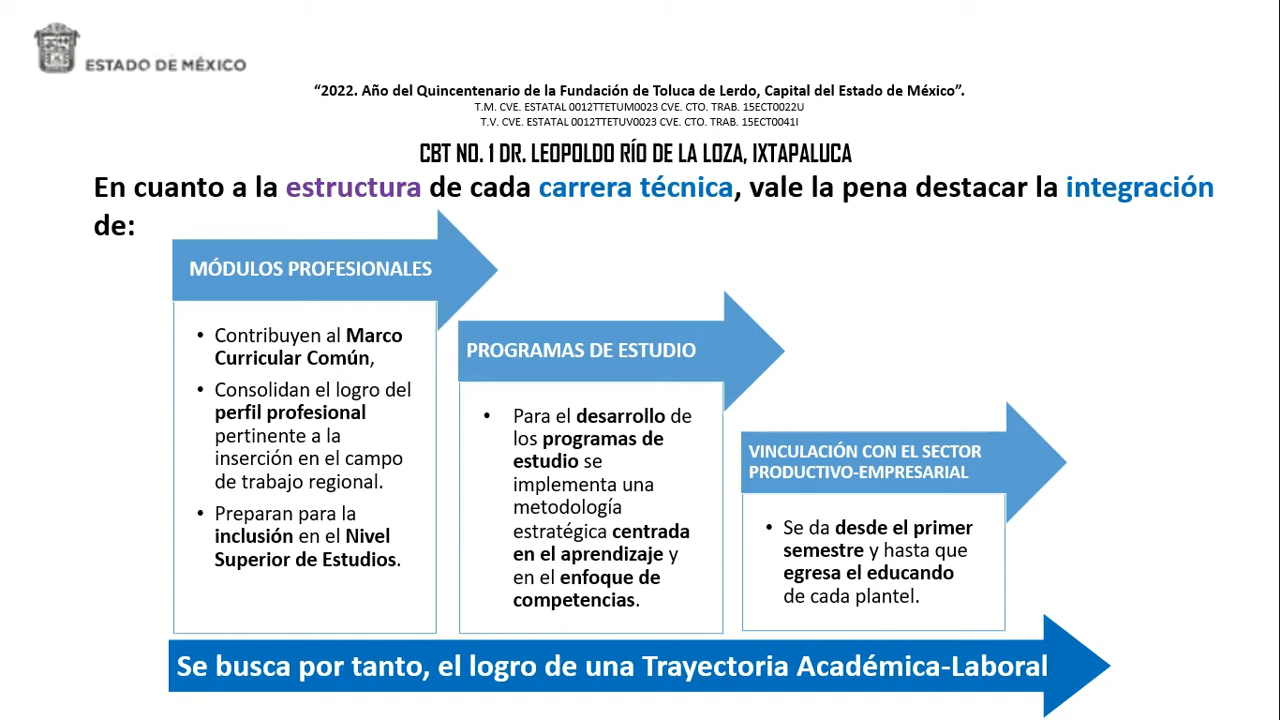 ESTADO DE MÉXICO
“2022. Año del Quincentenario de la Fundación de Toluca de Lerdo, Capital del Estado de México”.
T.M. CVE. ESTATAL 0012TTETUM0023 CVE. CTO. TRAB. 15ECT0022U
T.V. CVE. ESTATAL 0012TTETUV0023 CVE. CTO. TRAB. 15ECT0041I
CBT NO. 1 DR. LEOPOLDO RÍO DE LA LOZA, IXTAPALUCA
En cuanto a la estructura de cada carrera técnica, vale la pena destacar la integración
de:
MÓDULOS PROFESIONALES
• Contribuyen al Marco
Curricular Común,
• Consolidan el logro del
perfil profesional
pertinente a la
inserción en el campo
de trabajo regional.
• Preparan para la
inclusión en el Nivel
Superior de Estudios.
PROGRAMAS DE ESTUDIO
• Para el desarrollo de
los programas de
estudio se
implementa una
metodología
estratégica centrada
en el aprendizaje y
en el enfoque de
competencias.
VINCULACIÓN CON EL SECTOR
PRODUCTIVO-EMPRESARIAL
• Se da desde el primer
semestre y hasta que
egresa el educando
de cada plantel.
Se busca por tanto, el logro de una Trayectoria Académica-Laboral